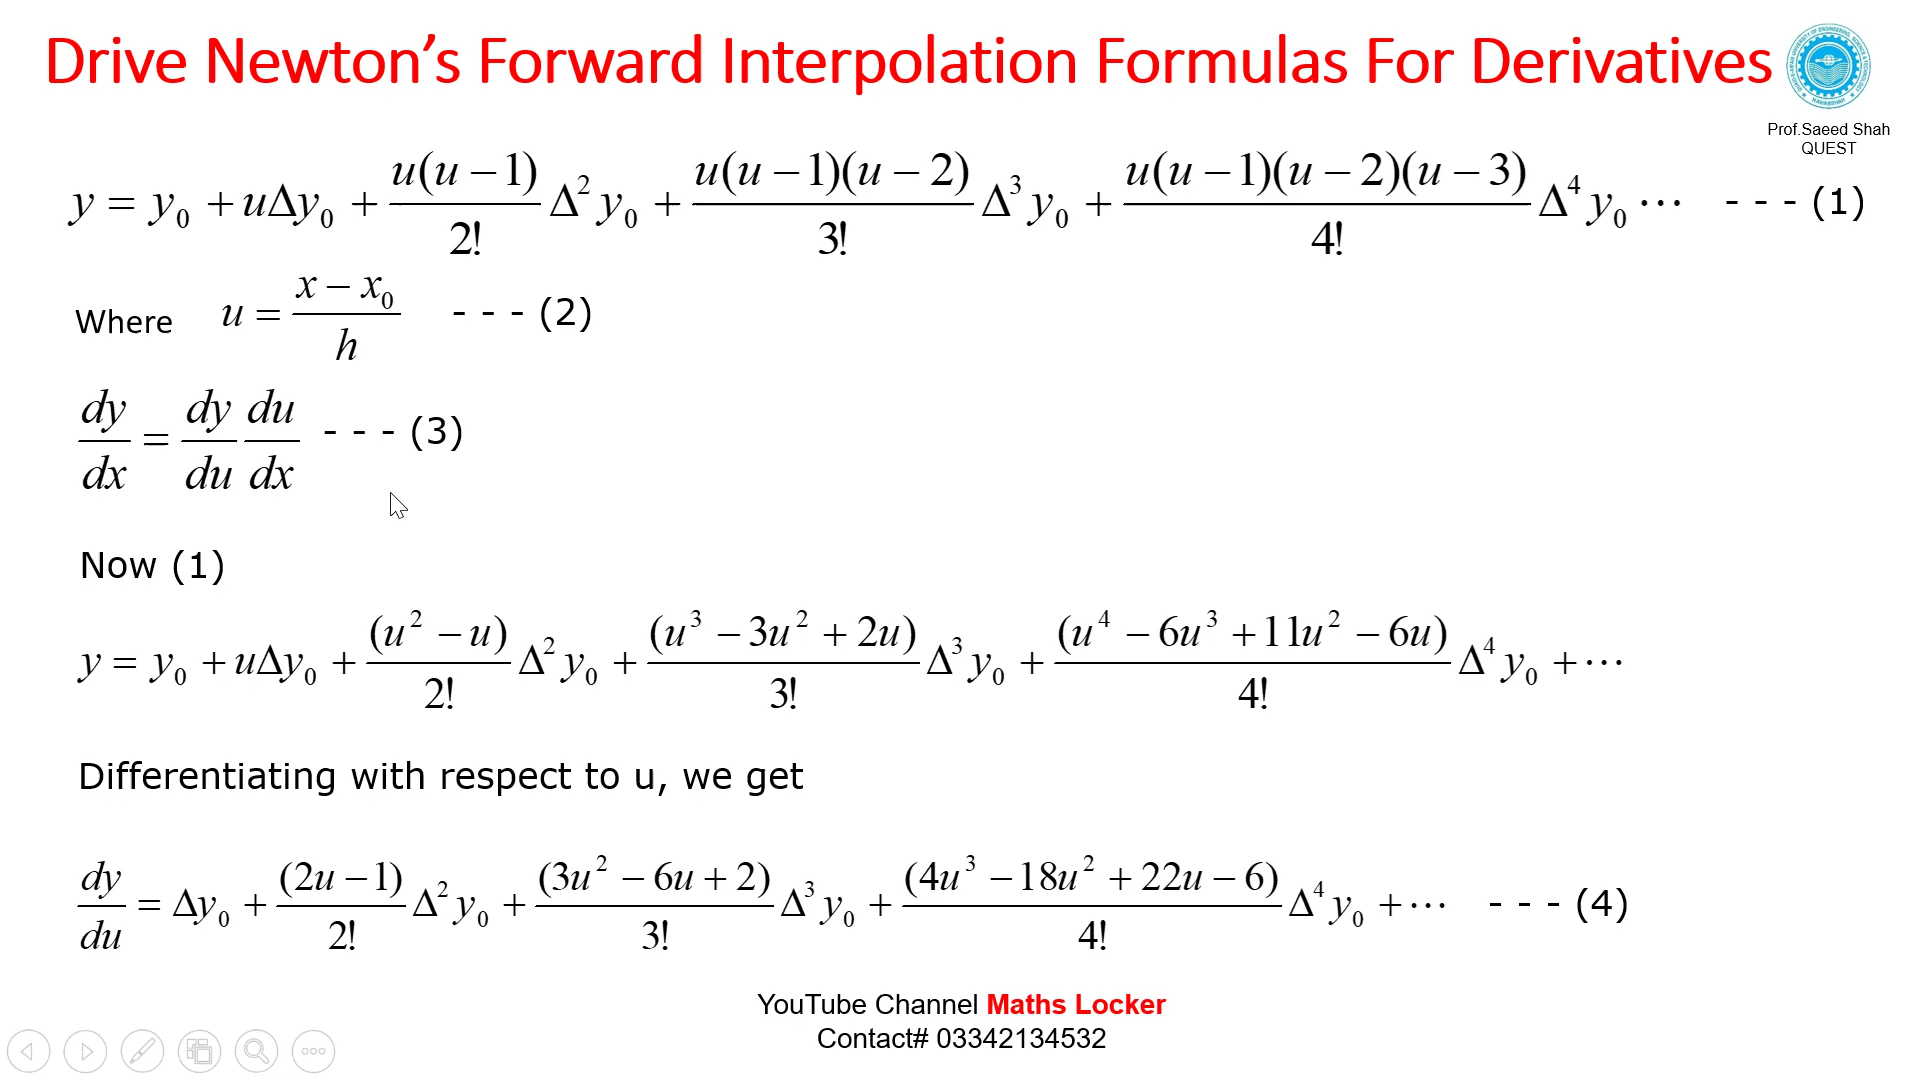 Drive Newton's Forward Interpolation Formulas For Derivatives
Prof.Saeed Shah
QUEST
y = y₀ + uΔy₀ + u(u − 1)/2! Δ²y₀ + u(u − 1)(u − 2)/3! Δ³y₀ + u(u − 1)(u − 2)(u − 3)/4! Δ⁴y₀ ⋯ - - - (1)
Where u = (x − x₀)/h - - - (2)
dy/dx = dy/du du/dx - - - (3)
Now (1)
y = y₀ + uΔy₀ + (u² − u)/2! Δ²y₀ + (u³ − 3u² + 2u)/3! Δ³y₀ + (u⁴ − 6u³ + 11u² − 6u)/4! Δ⁴y₀ + ⋯
Differentiating with respect to u, we get
dy/du = Δy₀ + (2u − 1)/2! Δ²y₀ + (3u² − 6u + 2)/3! Δ³y₀ + (4u³ − 18u² + 22u − 6)/4! Δ⁴y₀ + ⋯ - - - (4)
YouTube Channel Maths Locker
Contact# 03342134532